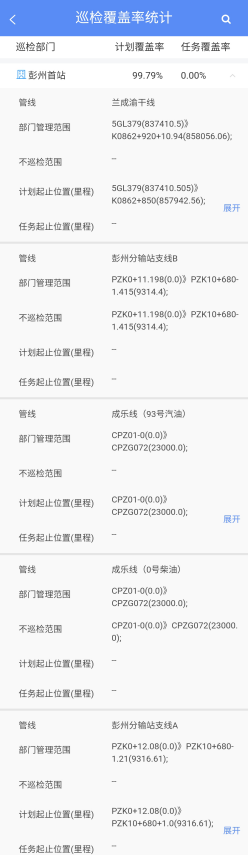 巡检覆盖率统计
巡检部门 计划覆盖率 任务覆盖率
彭州首站 99.79% 0.00%
管线 兰成渝干线
部门管理范围 5GL379(837410.5)》
K0862+920+10.94(858056.06);
不巡检范围 --
计划起止位置(里程) 5GL379(837410.505)》
K0862+850(857942.56);
展开
任务起止位置(里程) --
管线 彭州分输站支线B
部门管理范围 PZK0+11.198(0.0)》PZK10+680-
1.415(9314.4);
不巡检范围 PZK0+11.198(0.0)》PZK10+680-
1.415(9314.4);
计划起止位置(里程) --
任务起止位置(里程) --
管线 成乐线（93号汽油）
部门管理范围 CPZ01-0(0.0)》
CPZG072(23000.0);
不巡检范围 --
计划起止位置(里程) CPZ01-0(0.0)》
CPZG072(23000.0);
展开
任务起止位置(里程) --
管线 成乐线（0号柴油）
部门管理范围 CPZ01-0(0.0)》
CPZG072(23000.0);
不巡检范围 CPZ01-0(0.0)》CPZG072(23000.
0);
计划起止位置(里程) --
任务起止位置(里程) --
管线 彭州分输站支线A
部门管理范围 PZK0+12.08(0.0)》PZK10+680-
1.21(9316.61);
不巡检范围 --
计划起止位置(里程) PZK0+12.08(0.0)》
PZK10+680+1.0(9316.61);
展开
任务起止位置(里程) --